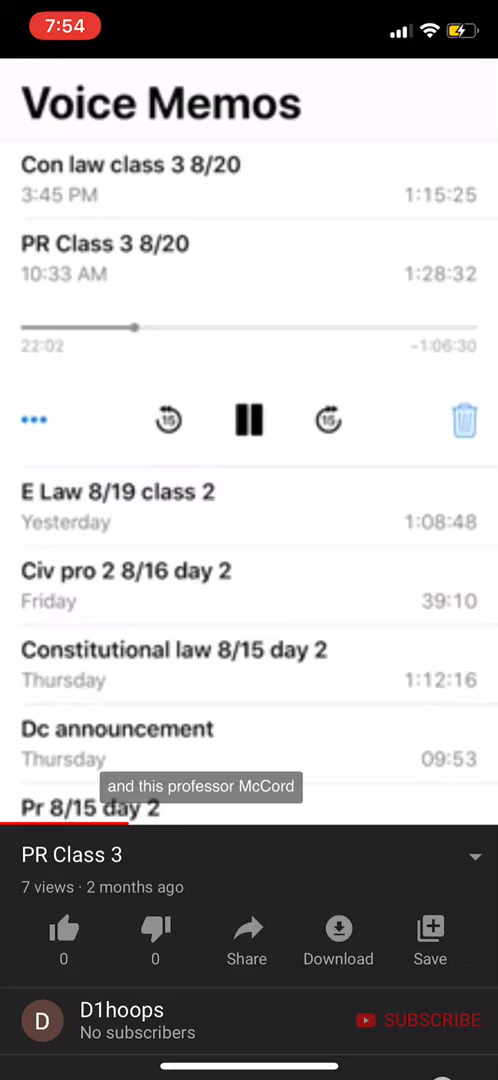 7:54
Voice Memos
Con law class 3 8/20
3:45 PM 1:15:25
PR Class 3 8/20
10:33 AM 1:28:32
22:02 -1:06:30
15 15
E Law 8/19 class 2
Yesterday 1:08:48
Civ pro 2 8/16 day 2
Friday 39:10
Constitutional law 8/15 day 2
Thursday 1:12:16
Dc announcement
Thursday 09:53
and this professor McCord
Pr 8/15 day 2
PR Class 3
7 views · 2 months ago
0 0 Share Download Save
D D1hoops
No subscribers
SUBSCRIBE